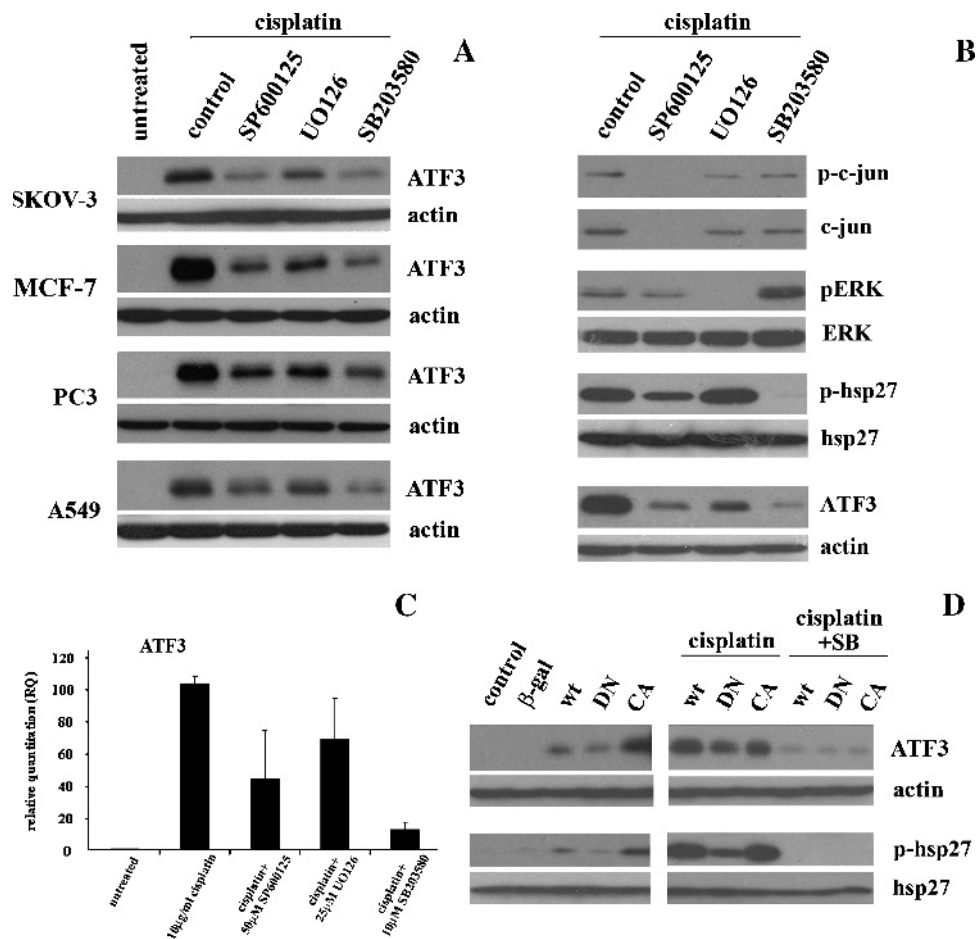 cisplatin
A
untreated
control
SP600125
UO126
SB203580
SKOV-3
ATF3
actin
MCF-7
ATF3
actin
PC3
ATF3
actin
A549
ATF3
actin
cisplatin
B
control
SP600125
UO126
SB203580
p-c-jun
c-jun
pERK
ERK
p-hsp27
hsp27
ATF3
actin
C
ATF3
relative quantitation (RQ)
120
100
80
60
40
20
0
untreated
10µg/ml cisplatin
cisplatin+
50µM SP600125
cisplatin+
25µM UO126
cisplatin+
10µM SB203580
D
cisplatin
cisplatin
+SB
control
β-gal
wt
DN
CA
wt
DN
CA
wt
DN
CA
ATF3
actin
p-hsp27
hsp27